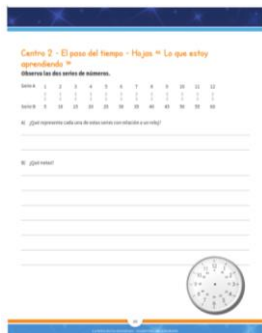 Centro 2 - El paso del tiempo - Hojas "Lo que estoy
aprendiendo"
Observa las dos series de números.
Serie A 1 2 3 4 5 6 7 8 9 10 11 12
Serie B 5 10 15 20 25 30 35 40 45 50 55 60
A) ¿Qué representa cada una de estas series con relación a un reloj?
B) ¿Qué notas?